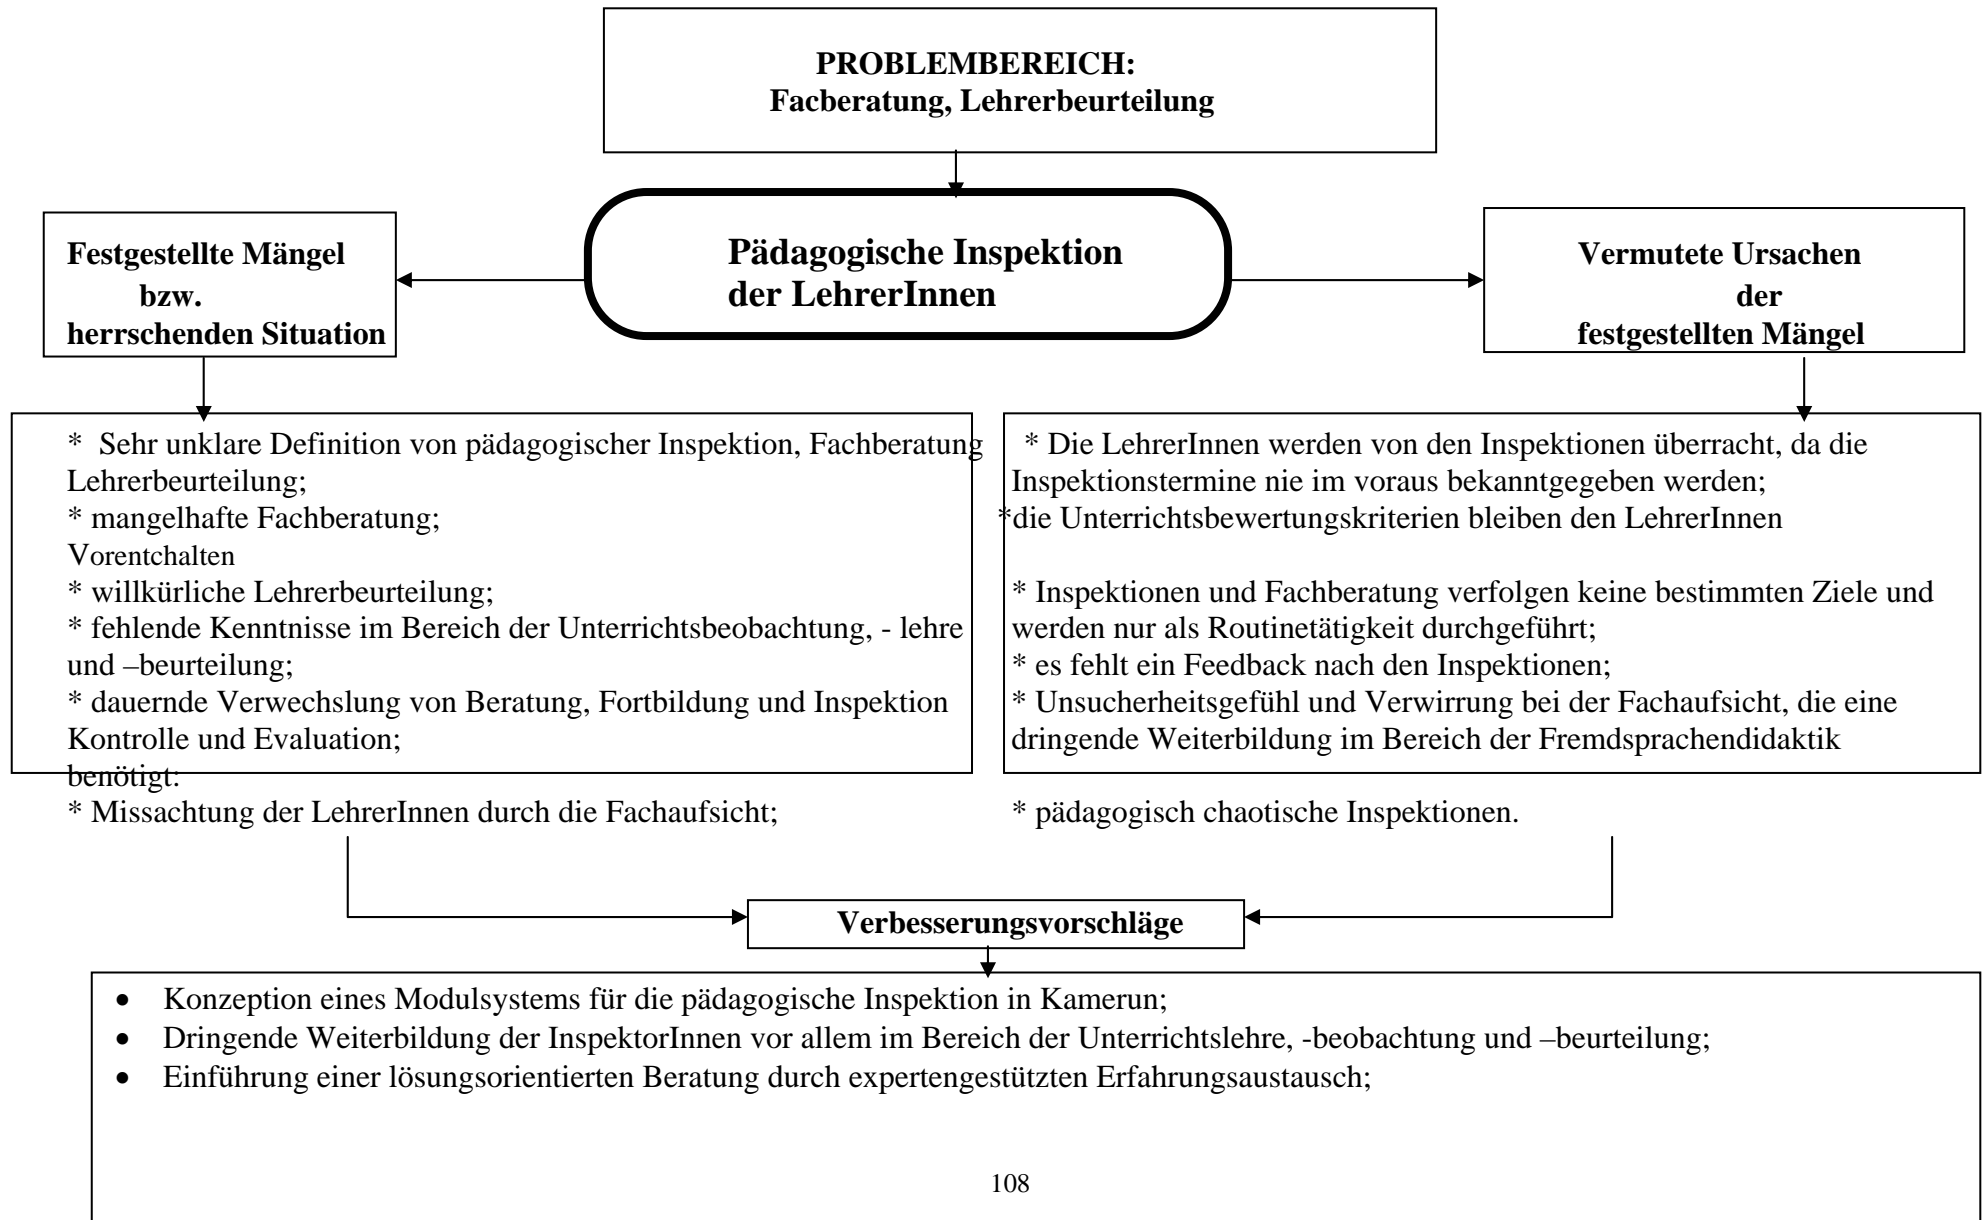 PROBLEMBEREICH:
Facberatung, Lehrerbeurteilung
Pädagogische Inspektion
der LehrerInnen
Festgestellte Mängel
bzw.
herrschenden Situation
Vermutete Ursachen
der
festgestellten Mängel
* Sehr unklare Definition von pädagogischer Inspektion, Fachberatung
Lehrerbeurteilung;
* mangelhafte Fachberatung;
Vorentchalten
* willkürliche Lehrerbeurteilung;
* fehlende Kenntnisse im Bereich der Unterrichtsbeobachtung, - lehre
und –beurteilung;
* dauernde Verwechslung von Beratung, Fortbildung und Inspektion
Kontrolle und Evaluation;
benötigt:
* Missachtung der LehrerInnen durch die Fachaufsicht;
* Die LehrerInnen werden von den Inspektionen überracht, da die
Inspektionstermine nie im voraus bekanntgegeben werden;
*die Unterrichtsbewertungskriterien bleiben den LehrerInnen
* Inspektionen und Fachberatung verfolgen keine bestimmten Ziele und
werden nur als Routinetätigkeit durchgeführt;
* es fehlt ein Feedback nach den Inspektionen;
* Unsucherheitsgefühl und Verwirrung bei der Fachaufsicht, die eine
dringende Weiterbildung im Bereich der Fremdsprachendidaktik
* pädagogisch chaotische Inspektionen.
Verbesserungsvorschläge
• Konzeption eines Modulsystems für die pädagogische Inspektion in Kamerun;
• Dringende Weiterbildung der InspektorInnen vor allem im Bereich der Unterrichtslehre, -beobachtung und –beurteilung;
• Einführung einer lösungsorientierten Beratung durch expertengestützten Erfahrungsaustausch;
108